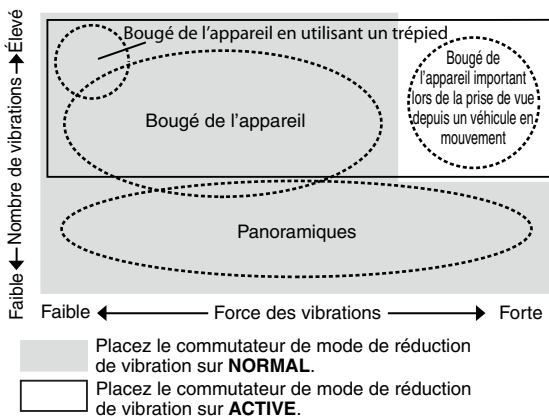 Faible ← Nombre de vibrations → Élevé
Bougé de l'appareil en utilisant un trépied
Bougé de l'appareil
Bougé de
l'appareil important
lors de la prise de vue
depuis un véhicule en
mouvement
Panoramiques
Faible ← Force des vibrations → Forte
Placez le commutateur de mode de réduction
de vibration sur NORMAL.
Placez le commutateur de mode de réduction
de vibration sur ACTIVE.